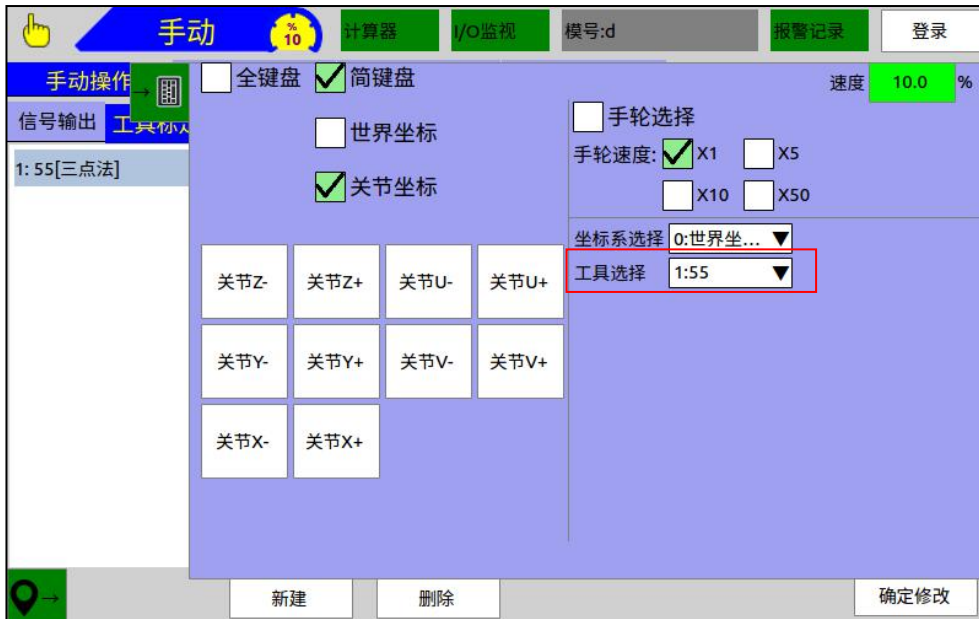 手动 % 10 计算器 I/O监视 模号:d 报警记录 登录
手动操作 → 全键盘 简键盘 速度 10.0 %
信号输出 工具标定 世界坐标 手轮选择
1: 55[三点法] 关节坐标 手轮速度: X1 X5
X10 X50
坐标系选择 0:世界坐...
工具选择 1:55
关节Z- 关节Z+ 关节U- 关节U+
关节Y- 关节Y+ 关节V- 关节V+
关节X- 关节X+
→ 新建 删除 确定修改